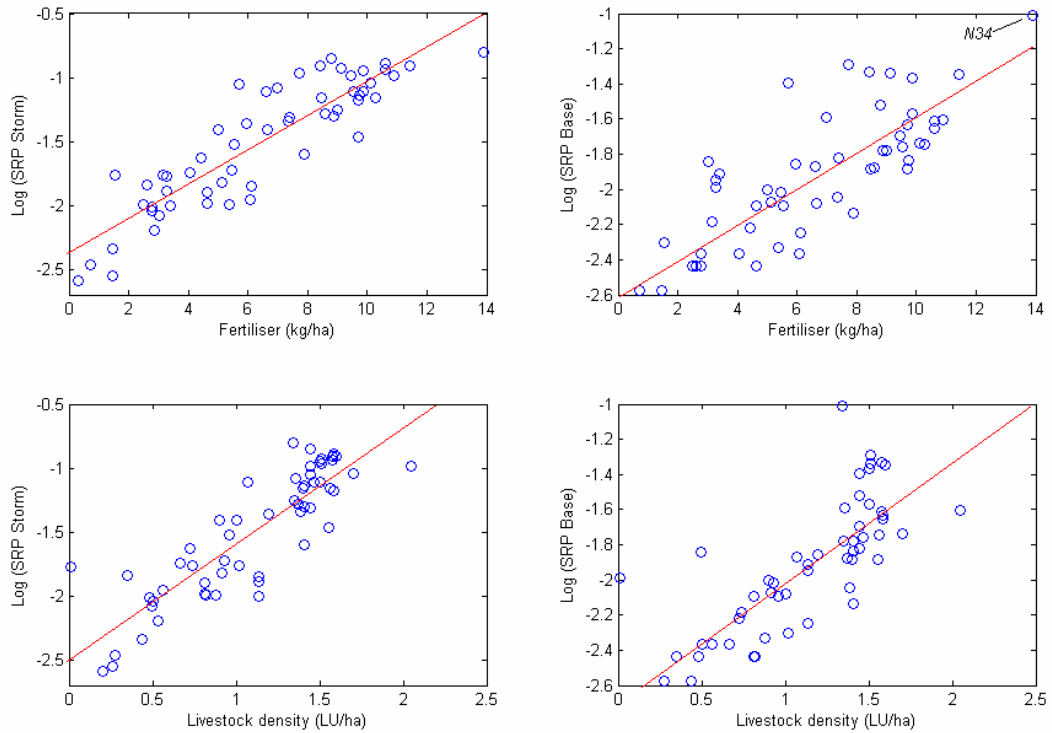 -0.5
-1
-1.5
-2
-2.5
0 2 4 6 8 10 12 14
Fertiliser (kg/ha)
Log (SRP Storm)
-1
-1.2
-1.4
-1.6
-1.8
-2.0
-2.2
-2.4
-2.6
0 2 4 6 8 10 12 14
Fertiliser (kg/ha)
Log (SRP Base)
N34
-0.5
-1
-1.5
-2
-2.5
0 0.5 1 1.5 2 2.5
Livestock density (LU/ha)
Log (SRP Storm)
-1
-1.2
-1.4
-1.6
-1.8
-2.0
-2.2
-2.4
-2.6
0 0.5 1.0 1.5 2.0 2.5
Livestock density (LU/ha)
Log (SRP Base)